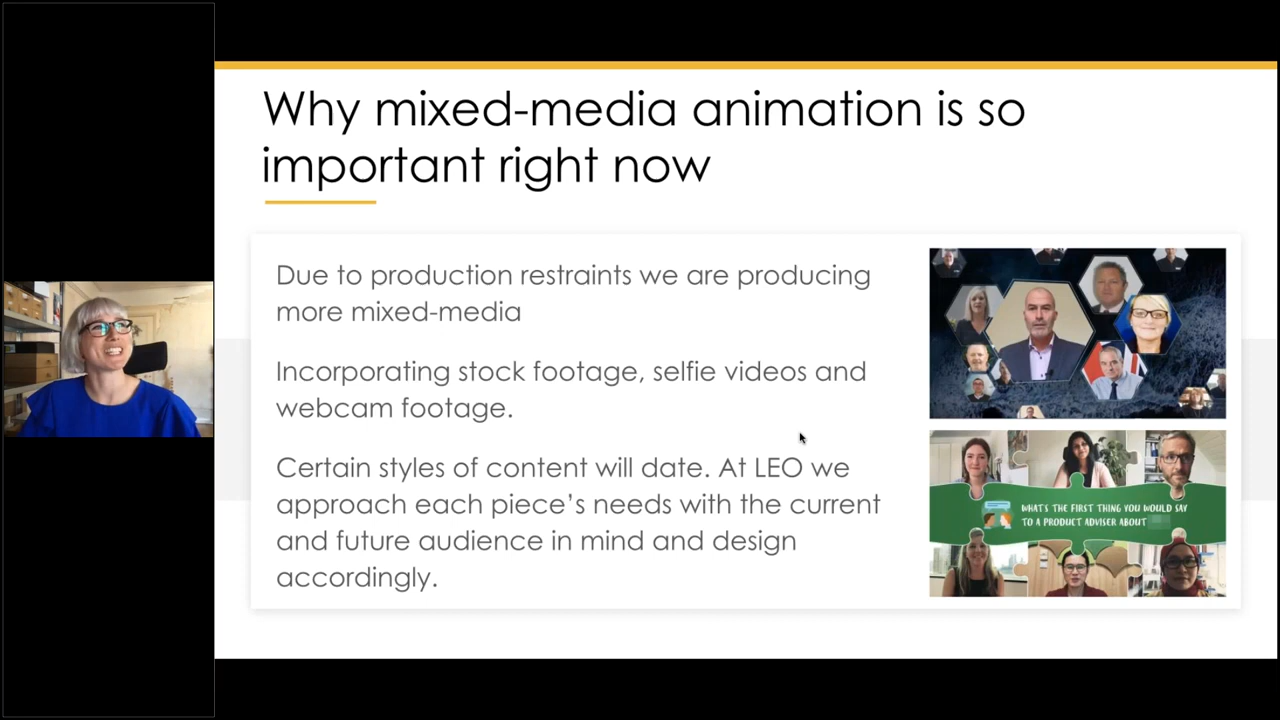 Why mixed-media animation is so
important right now
Due to production restraints we are producing
more mixed-media
Incorporating stock footage, selfie videos and
webcam footage.
Certain styles of content will date. At LEO we
approach each piece’s needs with the current
and future audience in mind and design
accordingly.
WHAT'S THE FIRST THING YOU WOULD SAY
TO A PRODUCT ADVISER ABOUT